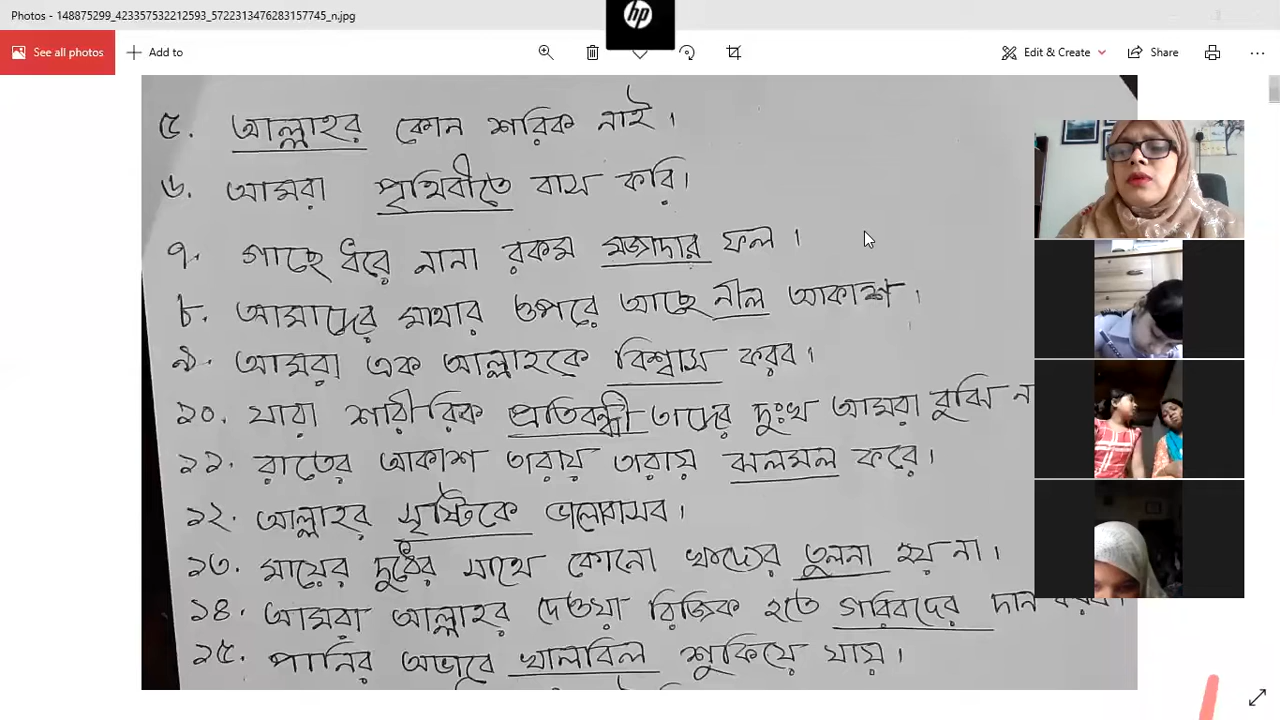 Photos - 148875299_423357532212593_5722313476283157745_n.jpg
hp
See all photos
Add to
Edit & Create
Share
৫. আল্লাহর কোন শরিক নাই।
৬. আমরা পৃথিবীতে বাস করি।
৭. গাছে ধরে নানা রকম মজাদার ফল।
৮. আমাদের মাথার ওপরে আছে নীল আকাশ।
৯. আমরা এক আল্লাহকে বিশ্বাস করব।
১০. যারা শারীরিক প্রতিবন্ধী তাদের দুঃখ আমরা বুঝি
১১. রাতের আকাশ তারায় তারায় ঝলমল করে।
১২. আল্লাহর সৃষ্টিকে ভালোবাসব।
১৩. মায়ের দুধের সাথে কোনো খাদ্যের তুলনা হয় না।
১৪. আমরা আল্লাহর দেওয়া রিজিক হতে গরিবদের দান
১৫. পানির অভাবে খালবিল শুকিয়ে যায়।